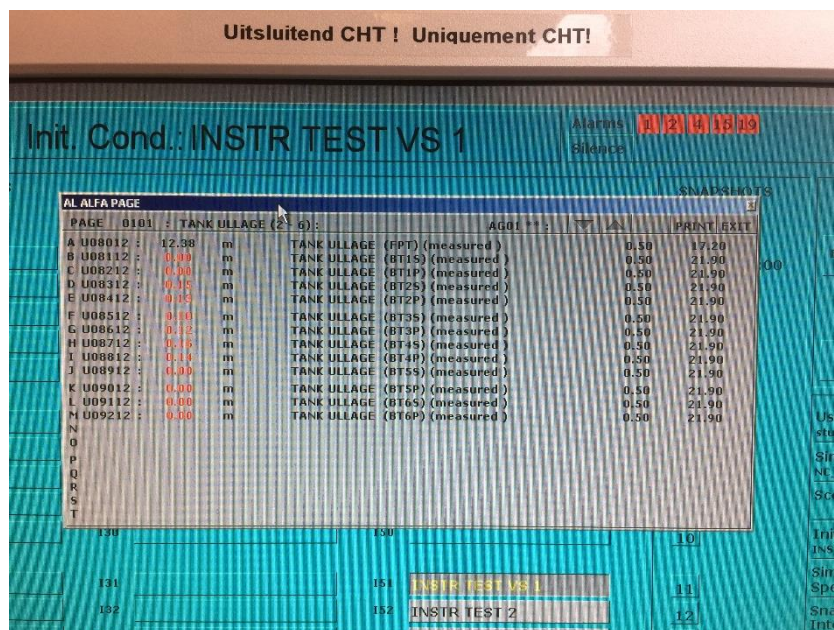 Uitsluitend CHT ! Uniquement CHT!
Init. Cond.: INSTR TEST VS 1
Alarms 1 2 4 15 19
Silence
SNAPSHOTS
AL ALFA PAGE
PAGE 0101 : TANK ULLAGE (2 - 6) : AG01 ** : PRINT EXIT
A U08012 : 12.38 m TANK ULLAGE (FPT) (measured ) 0.50 17.20
B U08112 : 0.00 m TANK ULLAGE (BT1S) (measured ) 0.50 21.90
C U08212 : 0.00 m TANK ULLAGE (BT1P) (measured ) 0.50 21.90
D U08312 : 0.15 m TANK ULLAGE (BT2S) (measured ) 0.50 21.90
E U08412 : m TANK ULLAGE (BT2P) (measured ) 0.50 21.90
F U08512 : m TANK ULLAGE (BT3S) (measured ) 0.50 21.90
G U08612 : m TANK ULLAGE (BT3P) (measured ) 0.50 21.90
H U08712 : m TANK ULLAGE (BT4S) (measured ) 0.50 21.90
I U08812 : 0.14 m TANK ULLAGE (BT4P) (measured ) 0.50 21.90
J U08912 : 0.00 m TANK ULLAGE (BT5S) (measured ) 0.50 21.90
K U09012 : 0.00 m TANK ULLAGE (BT5P) (measured ) 0.50 21.90
L U09112 : 0.00 m TANK ULLAGE (BT6S) (measured ) 0.50 21.90
M U09212 : 0.00 m TANK ULLAGE (BT6P) (measured ) 0.50 21.90
N
O
P
Q
R
S
T
:00
I30 I50 10
I31 I51 INSTR TEST VS 1 11
I32 I52 INSTR TEST 2 12